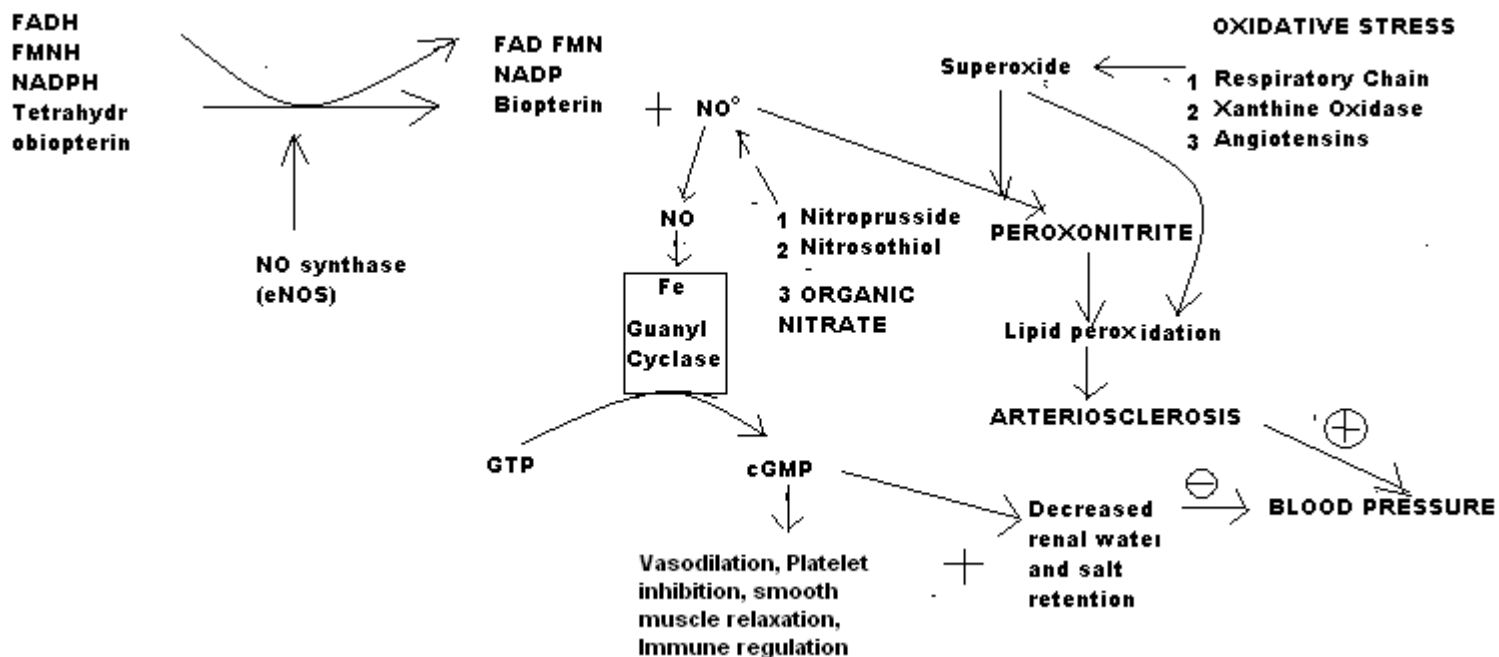 FADH
FMNH
NADPH
Tetrahydr
obiopterin
FAD FMN
NADP
Biopterin
+
NO°
NO synthase
(eNOS)
OXIDATIVE STRESS
Superoxide
1 Respiratory Chain
2 Xanthine Oxidase
3 Angiotensins
NO
1 Nitroprusside
2 Nitrosothiol
3 ORGANIC
NITRATE
PEROXONITRITE
Fe
Guanyl
Cyclase
Lipid peroxidation
ARTERIOSCLEROSIS
+
GTP
cGMP
Decreased
renal water
and salt
retention
−
BLOOD PRESSURE
Vasodilation, Platelet
inhibition, smooth
muscle relaxation,
Immune regulation
+